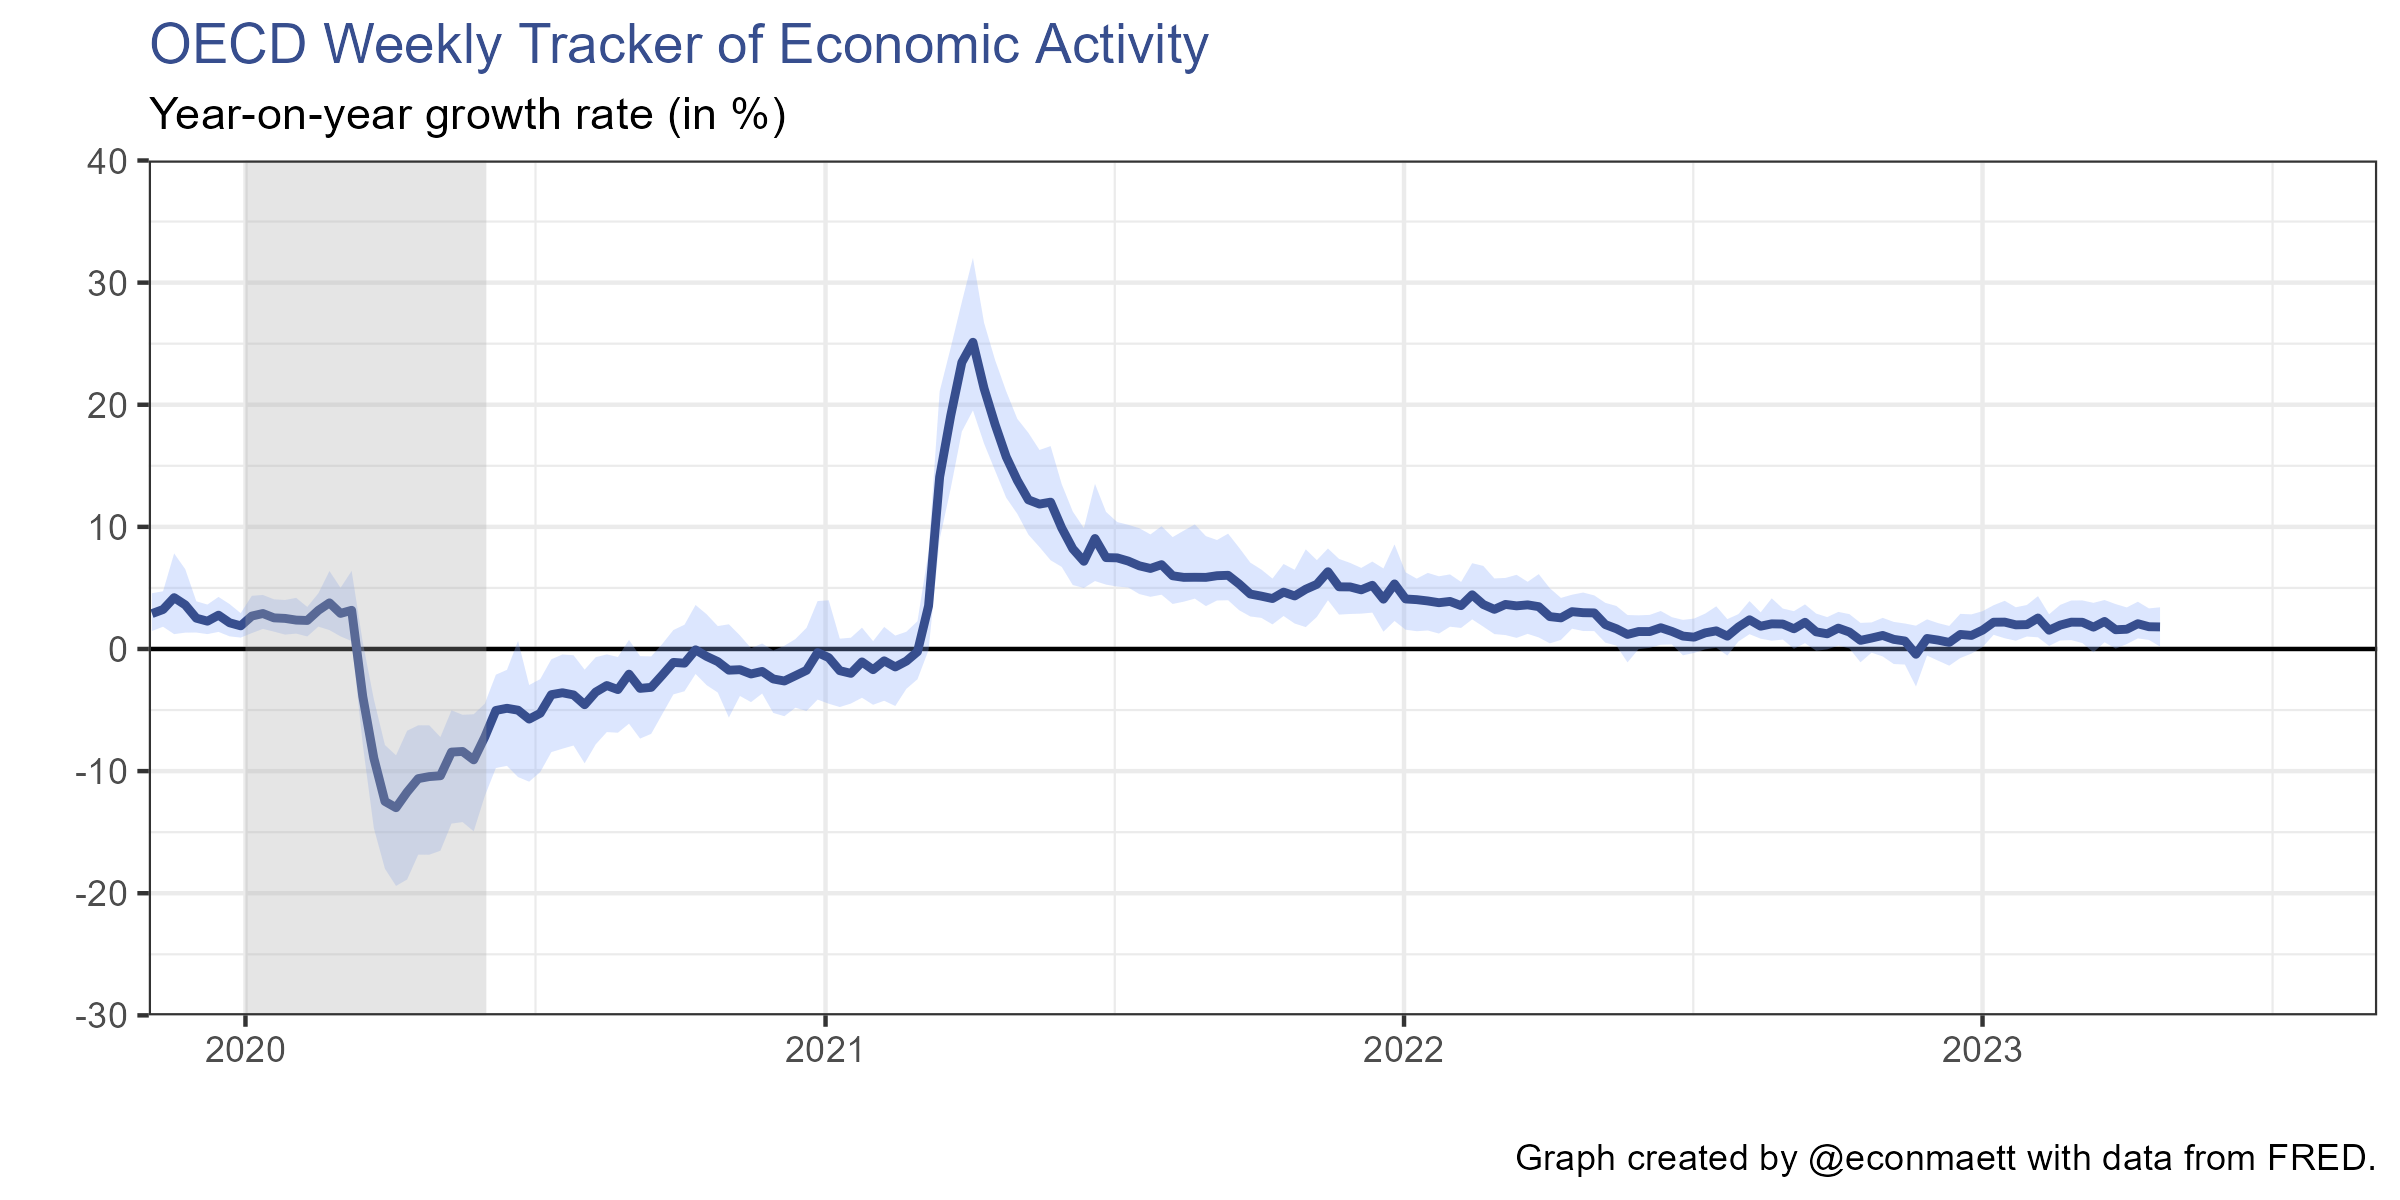 OECD Weekly Tracker of Economic Activity
Year-on-year growth rate (in %)
40
30
20
10
0
-10
-20
-30
2020 2021 2022 2023
Graph created by @econmaett with data from FRED.